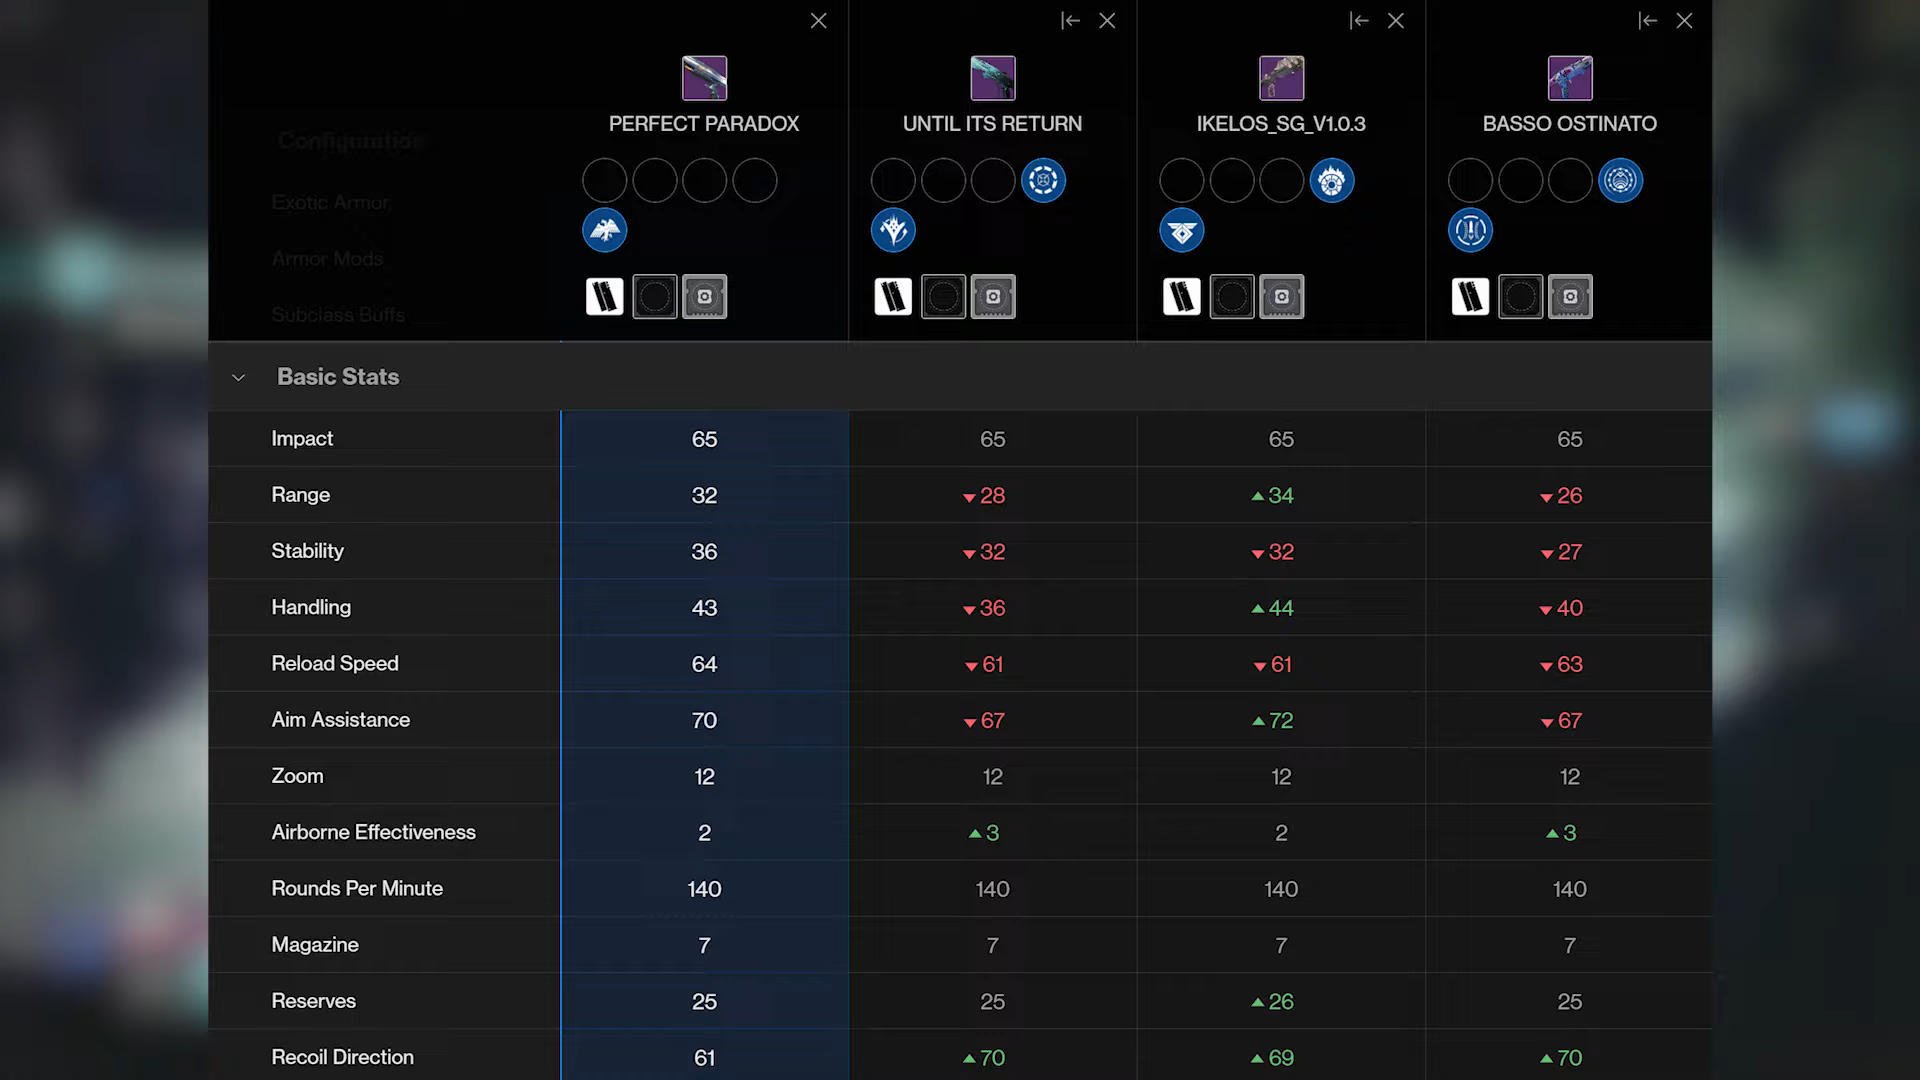 PERFECT PARADOX
UNTIL ITS RETURN
IKELOS_SG_V1.0.3
BASSO OSTINATO
Configuration
Exotic Armor
Armor Mods
Subclass Buffs
Basic Stats
Impact 65 65 65 65
Range 32 28 34 26
Stability 36 32 32 27
Handling 43 36 44 40
Reload Speed 64 61 61 63
Aim Assistance 70 67 72 67
Zoom 12 12 12 12
Airborne Effectiveness 2 3 2 3
Rounds Per Minute 140 140 140 140
Magazine 7 7 7 7
Reserves 25 25 26 25
Recoil Direction 61 70 69 70